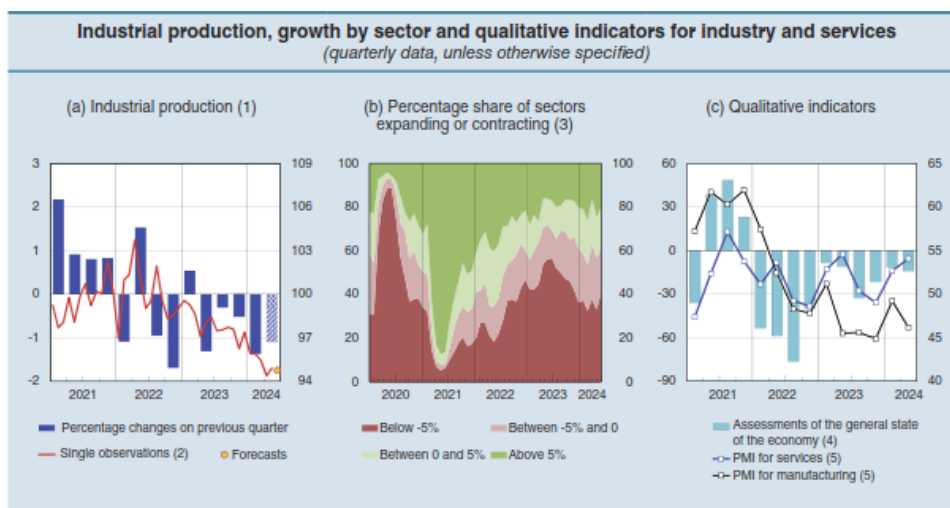 Industrial production, growth by sector and qualitative indicators for industry and services
(quarterly data, unless otherwise specified)
(a) Industrial production (1)
3 109
2 106
1 103
0 100
-1 97
-2 94
2021 2022 2023 2024
Percentage changes on previous quarter
Single observations (2) Forecasts
(b) Percentage share of sectors
expanding or contracting (3)
100 100
80 80
60 60
40 40
20 20
0 0
2020 2021 2022 2023 2024
Below -5% Between -5% and 0
Between 0 and 5% Above 5%
(c) Qualitative indicators
60 65
30 60
0 55
-30 50
-60 45
-90 40
2021 2022 2023 2024
Assessments of the general state
of the economy (4)
PMI for services (5)
PMI for manufacturing (5)